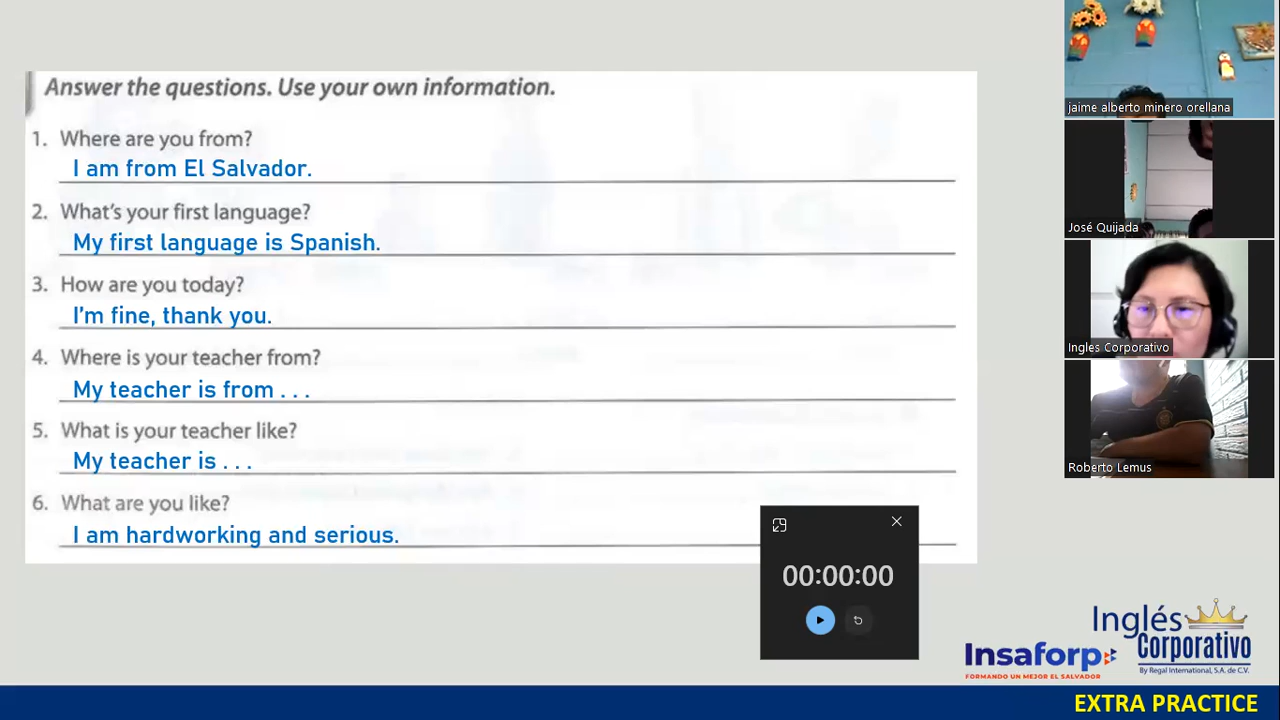 Answer the questions. Use your own information.
1. Where are you from?
I am from El Salvador.
2. What's your first language?
My first language is Spanish.
3. How are you today?
I'm fine, thank you.
4. Where is your teacher from?
My teacher is from . . .
5. What is your teacher like?
My teacher is . . .
6. What are you like?
I am hardworking and serious.
00:00:00
jaime alberto minero orellana
José Quijada
Ingles Corporativo
Roberto Lemus
Insaforp
FORMANDO UN MEJOR EL SALVADOR
Inglés
Corporativo
By Regal International, S.A. de C.V.
EXTRA PRACTICE